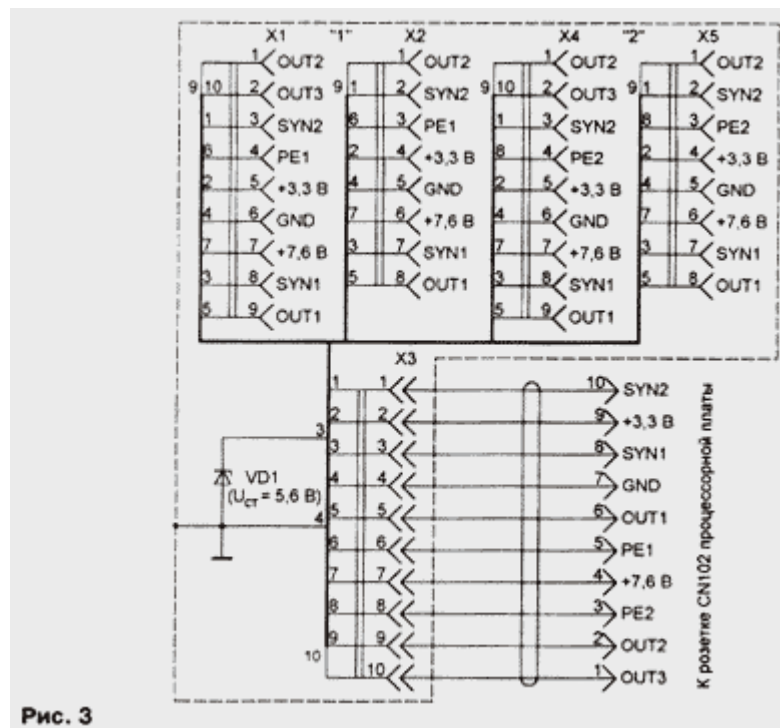 X1 "1" X2 X4 "2" X5
1 OUT2 1 OUT2 1 OUT2 1 OUT2
9 10 2 OUT3 9 1 2 SYN2 9 10 2 OUT3 9 1 2 SYN2
1 3 SYN2 6 3 PE1 1 3 SYN2 8 3 PE2
6 4 PE1 2 4 +3,3 В 8 4 PE2 2 4 +3,3 В
2 5 +3,3 В 4 5 GND 2 5 +3,3 В 4 5 GND
4 6 GND 7 6 +7,6 В 4 6 GND 7 6 +7,6 В
7 7 +7,6 В 3 7 SYN1 7 7 +7,6 В 3 7 SYN1
3 8 SYN1 5 8 OUT1 3 8 SYN1 5 8 OUT1
5 9 OUT1 5 9 OUT1
X3
1 1 10 SYN2
2 2 9 +3,3 В
3
3 3 8 SYN1
4 4 7 GND
VD1
(Uст = 5,6 В)
5 5 6 OUT1
4
6 6 5 PE1
7 7 4 +7,6 В
8 8 3 PE2
9 9 2 OUT2
10
10 1 OUT3
К розетке CN102 процессорной платы
Рис. 3